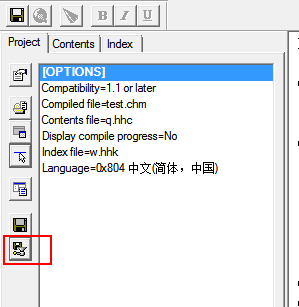 B I U
Project Contents Index
[OPTIONS]
Compatibility=1.1 or later
Compiled file=test.chm
Contents file=q.hhc
Display compile progress=No
Index file=w.hhk
Language=0x804 中文(简体，中国)